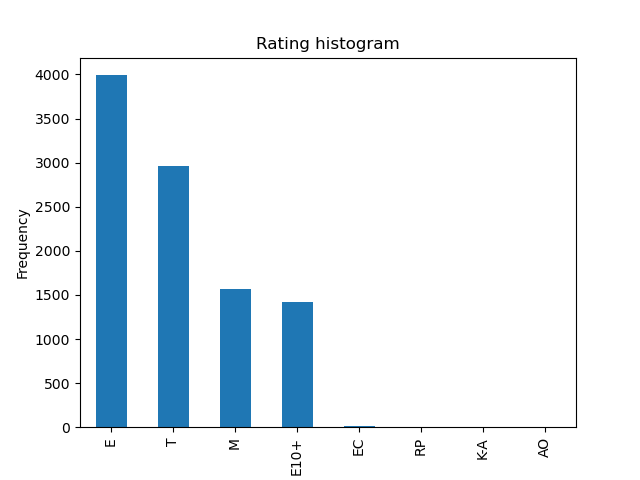 Rating histogram
Frequency
4000
3500
3000
2500
2000
1500
1000
500
0
E
T
M
E10+
EC
RP
K-A
AO